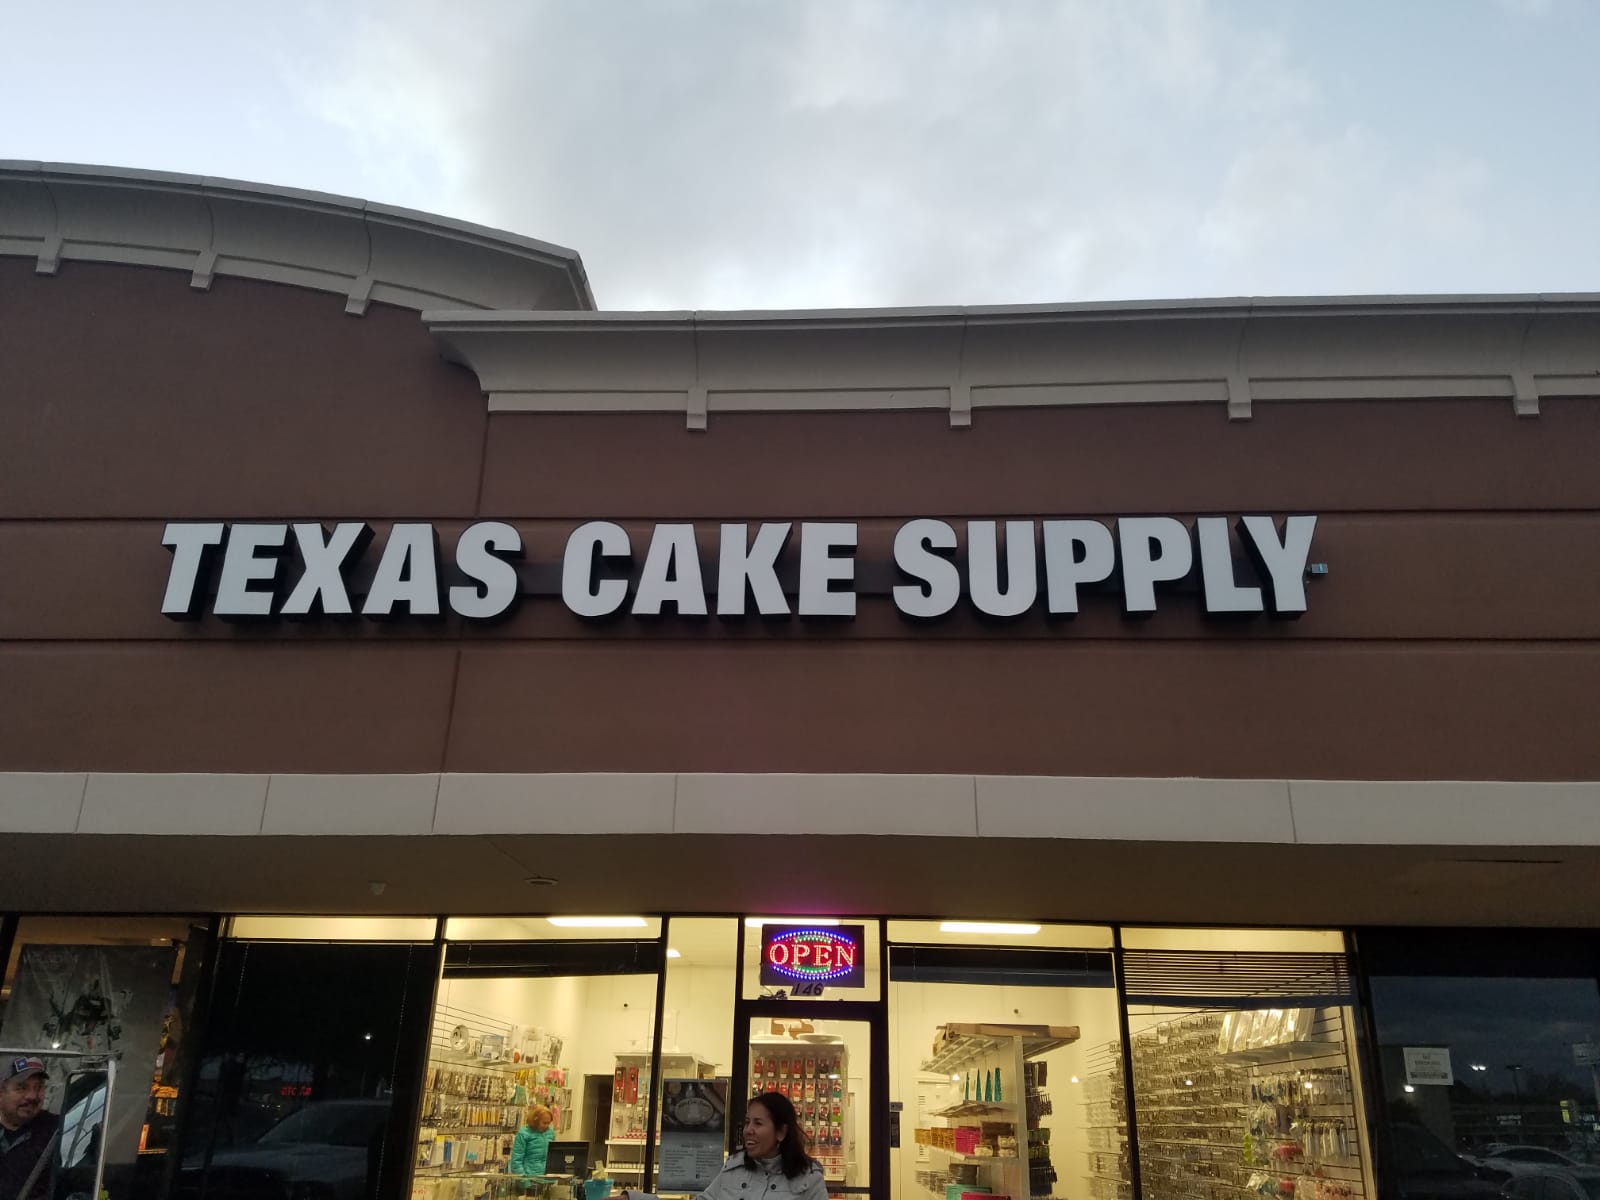 TEXAS CAKE SUPPLY
OPEN
146